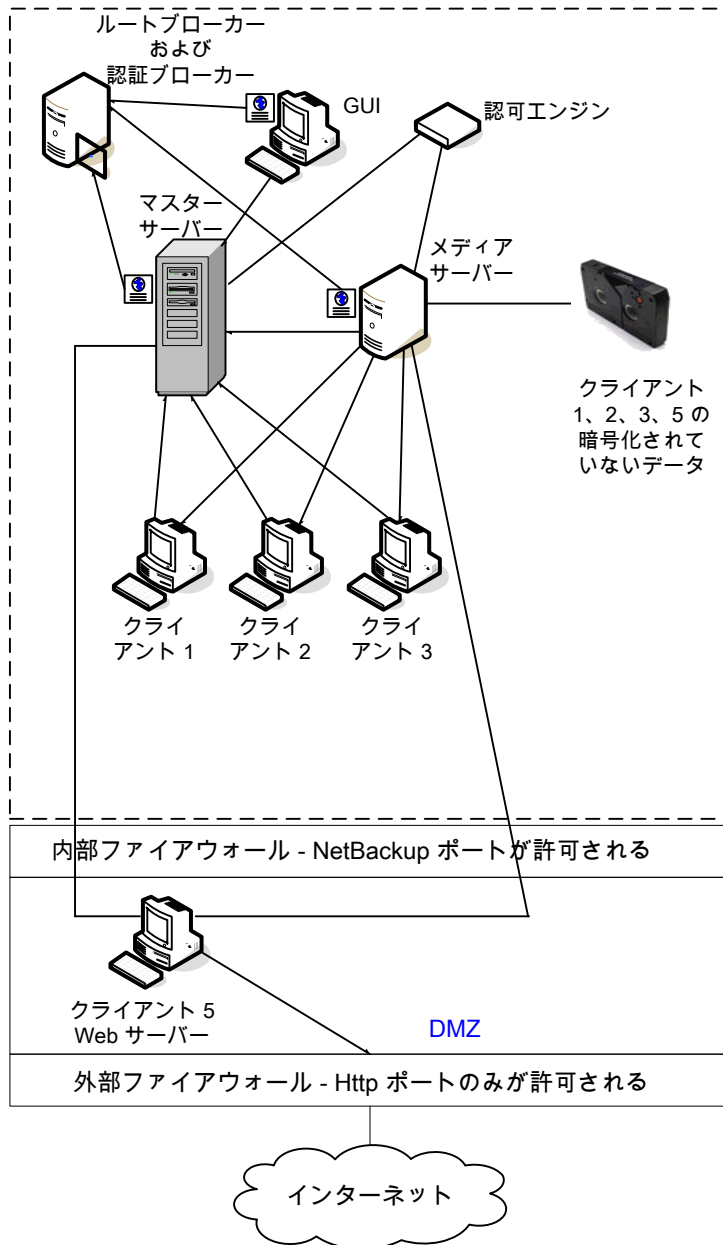 ルートブローカー
および
認証ブローカー
GUI
認可エンジン
マスター
サーバー
メディア
サーバー
クライアント
1、2、3、5 の
暗号化されて
いないデータ
クライ
アント 1
クライ
アント 2
クライ
アント 3
内部ファイアウォール - NetBackup ポートが許可される
クライアント 5
Web サーバー
DMZ
外部ファイアウォール - Http ポートのみが許可される
インターネット